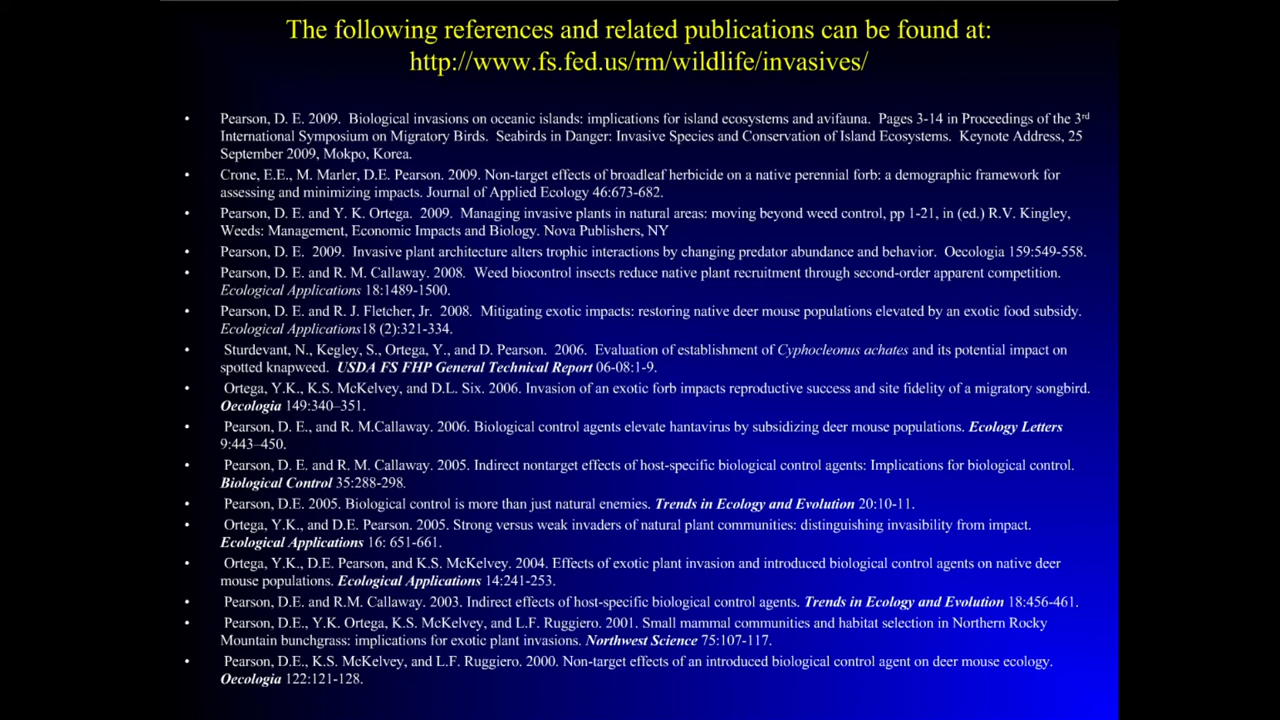 The following references and related publications can be found at:
http://www.fs.fed.us/rm/wildlife/invasives/
• Pearson, D. E. 2009. Biological invasions on oceanic islands: implications for island ecosystems and avifauna. Pages 3-14 in Proceedings of the 3rd
International Symposium on Migratory Birds. Seabirds in Danger: Invasive Species and Conservation of Island Ecosystems. Keynote Address, 25
September 2009, Mokpo, Korea.
• Crone, E.E., M. Marler, D.E. Pearson. 2009. Non-target effects of broadleaf herbicide on a native perennial forb: a demographic framework for
assessing and minimizing impacts. Journal of Applied Ecology 46:673-682.
• Pearson, D. E. and Y. K. Ortega. 2009. Managing invasive plants in natural areas: moving beyond weed control, pp 1-21, in (ed.) R.V. Kingley,
Weeds: Management, Economic Impacts and Biology. Nova Publishers, NY
• Pearson, D. E. 2009. Invasive plant architecture alters trophic interactions by changing predator abundance and behavior. Oecologia 159:549-558.
• Pearson, D. E. and R. M. Callaway. 2008. Weed biocontrol insects reduce native plant recruitment through second-order apparent competition.
Ecological Applications 18:1489-1500.
• Pearson, D. E. and R. J. Fletcher, Jr. 2008. Mitigating exotic impacts: restoring native deer mouse populations elevated by an exotic food subsidy.
Ecological Applications18 (2):321-334.
• Sturdevant, N., Kegley, S., Ortega, Y., and D. Pearson. 2006. Evaluation of establishment of Cyphocleonus achates and its potential impact on
spotted knapweed. USDA FS FHP General Technical Report 06-08:1-9.
• Ortega, Y.K., K.S. McKelvey, and D.L. Six. 2006. Invasion of an exotic forb impacts reproductive success and site fidelity of a migratory songbird.
Oecologia 149:340–351.
• Pearson, D. E., and R. M.Callaway. 2006. Biological control agents elevate hantavirus by subsidizing deer mouse populations. Ecology Letters
9:443–450.
• Pearson, D. E. and R. M. Callaway. 2005. Indirect nontarget effects of host-specific biological control agents: Implications for biological control.
Biological Control 35:288-298.
• Pearson, D.E. 2005. Biological control is more than just natural enemies. Trends in Ecology and Evolution 20:10-11.
• Ortega, Y.K., and D.E. Pearson. 2005. Strong versus weak invaders of natural plant communities: distinguishing invasibility from impact.
Ecological Applications 16: 651-661.
• Ortega, Y.K., D.E. Pearson, and K.S. McKelvey. 2004. Effects of exotic plant invasion and introduced biological control agents on native deer
mouse populations. Ecological Applications 14:241-253.
• Pearson, D.E. and R.M. Callaway. 2003. Indirect effects of host-specific biological control agents. Trends in Ecology and Evolution 18:456-461.
• Pearson, D.E., Y.K. Ortega, K.S. McKelvey, and L.F. Ruggiero. 2001. Small mammal communities and habitat selection in Northern Rocky
Mountain bunchgrass: implications for exotic plant invasions. Northwest Science 75:107-117.
• Pearson, D.E., K.S. McKelvey, and L.F. Ruggiero. 2000. Non-target effects of an introduced biological control agent on deer mouse ecology.
Oecologia 122:121-128.